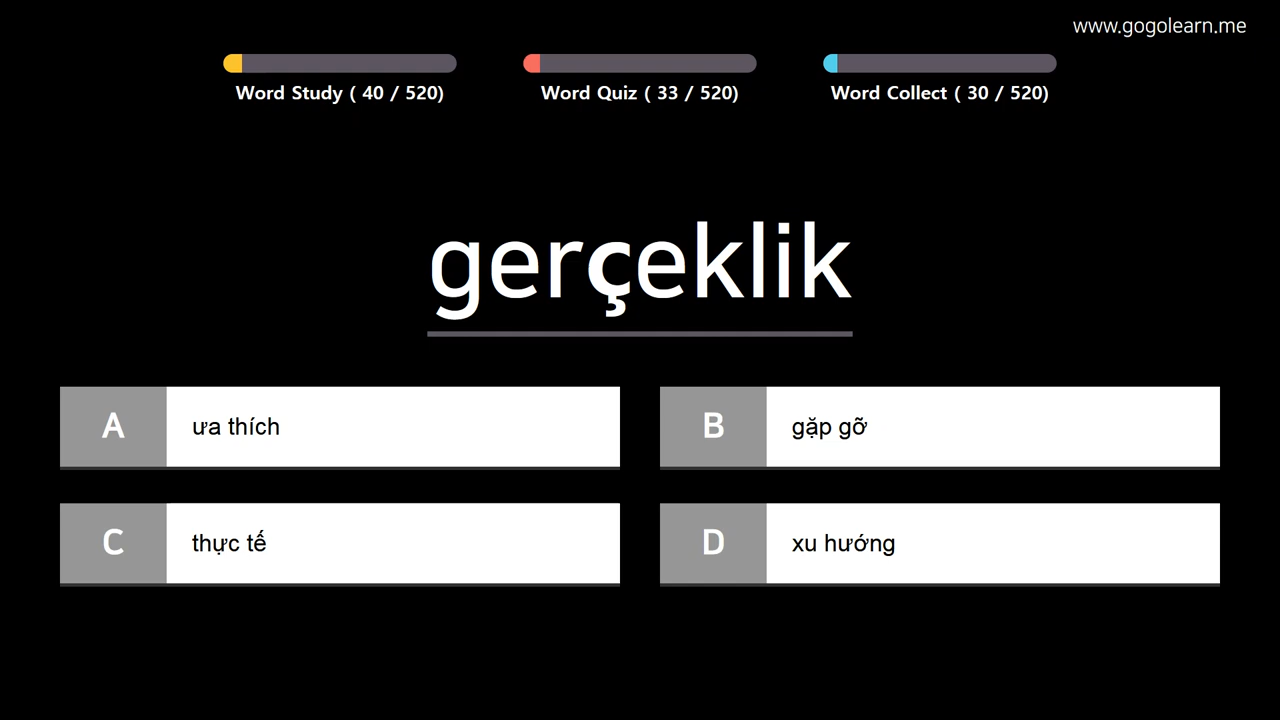 www.gogolearn.me
Word Study ( 40 / 520)
Word Quiz ( 33 / 520)
Word Collect ( 30 / 520)
gerçeklik
A
ưa thích
B
gặp gỡ
C
thực tế
D
xu hướng